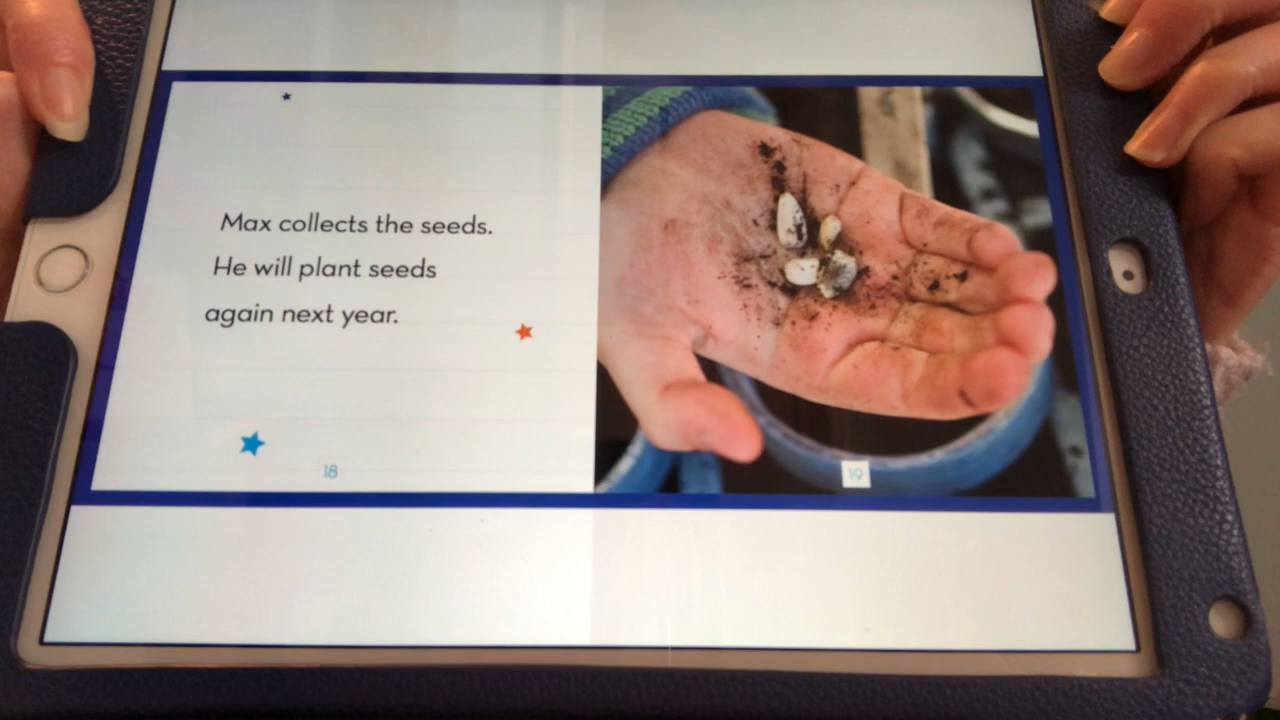 Max collects the seeds.
He will plant seeds
again next year.
18
19